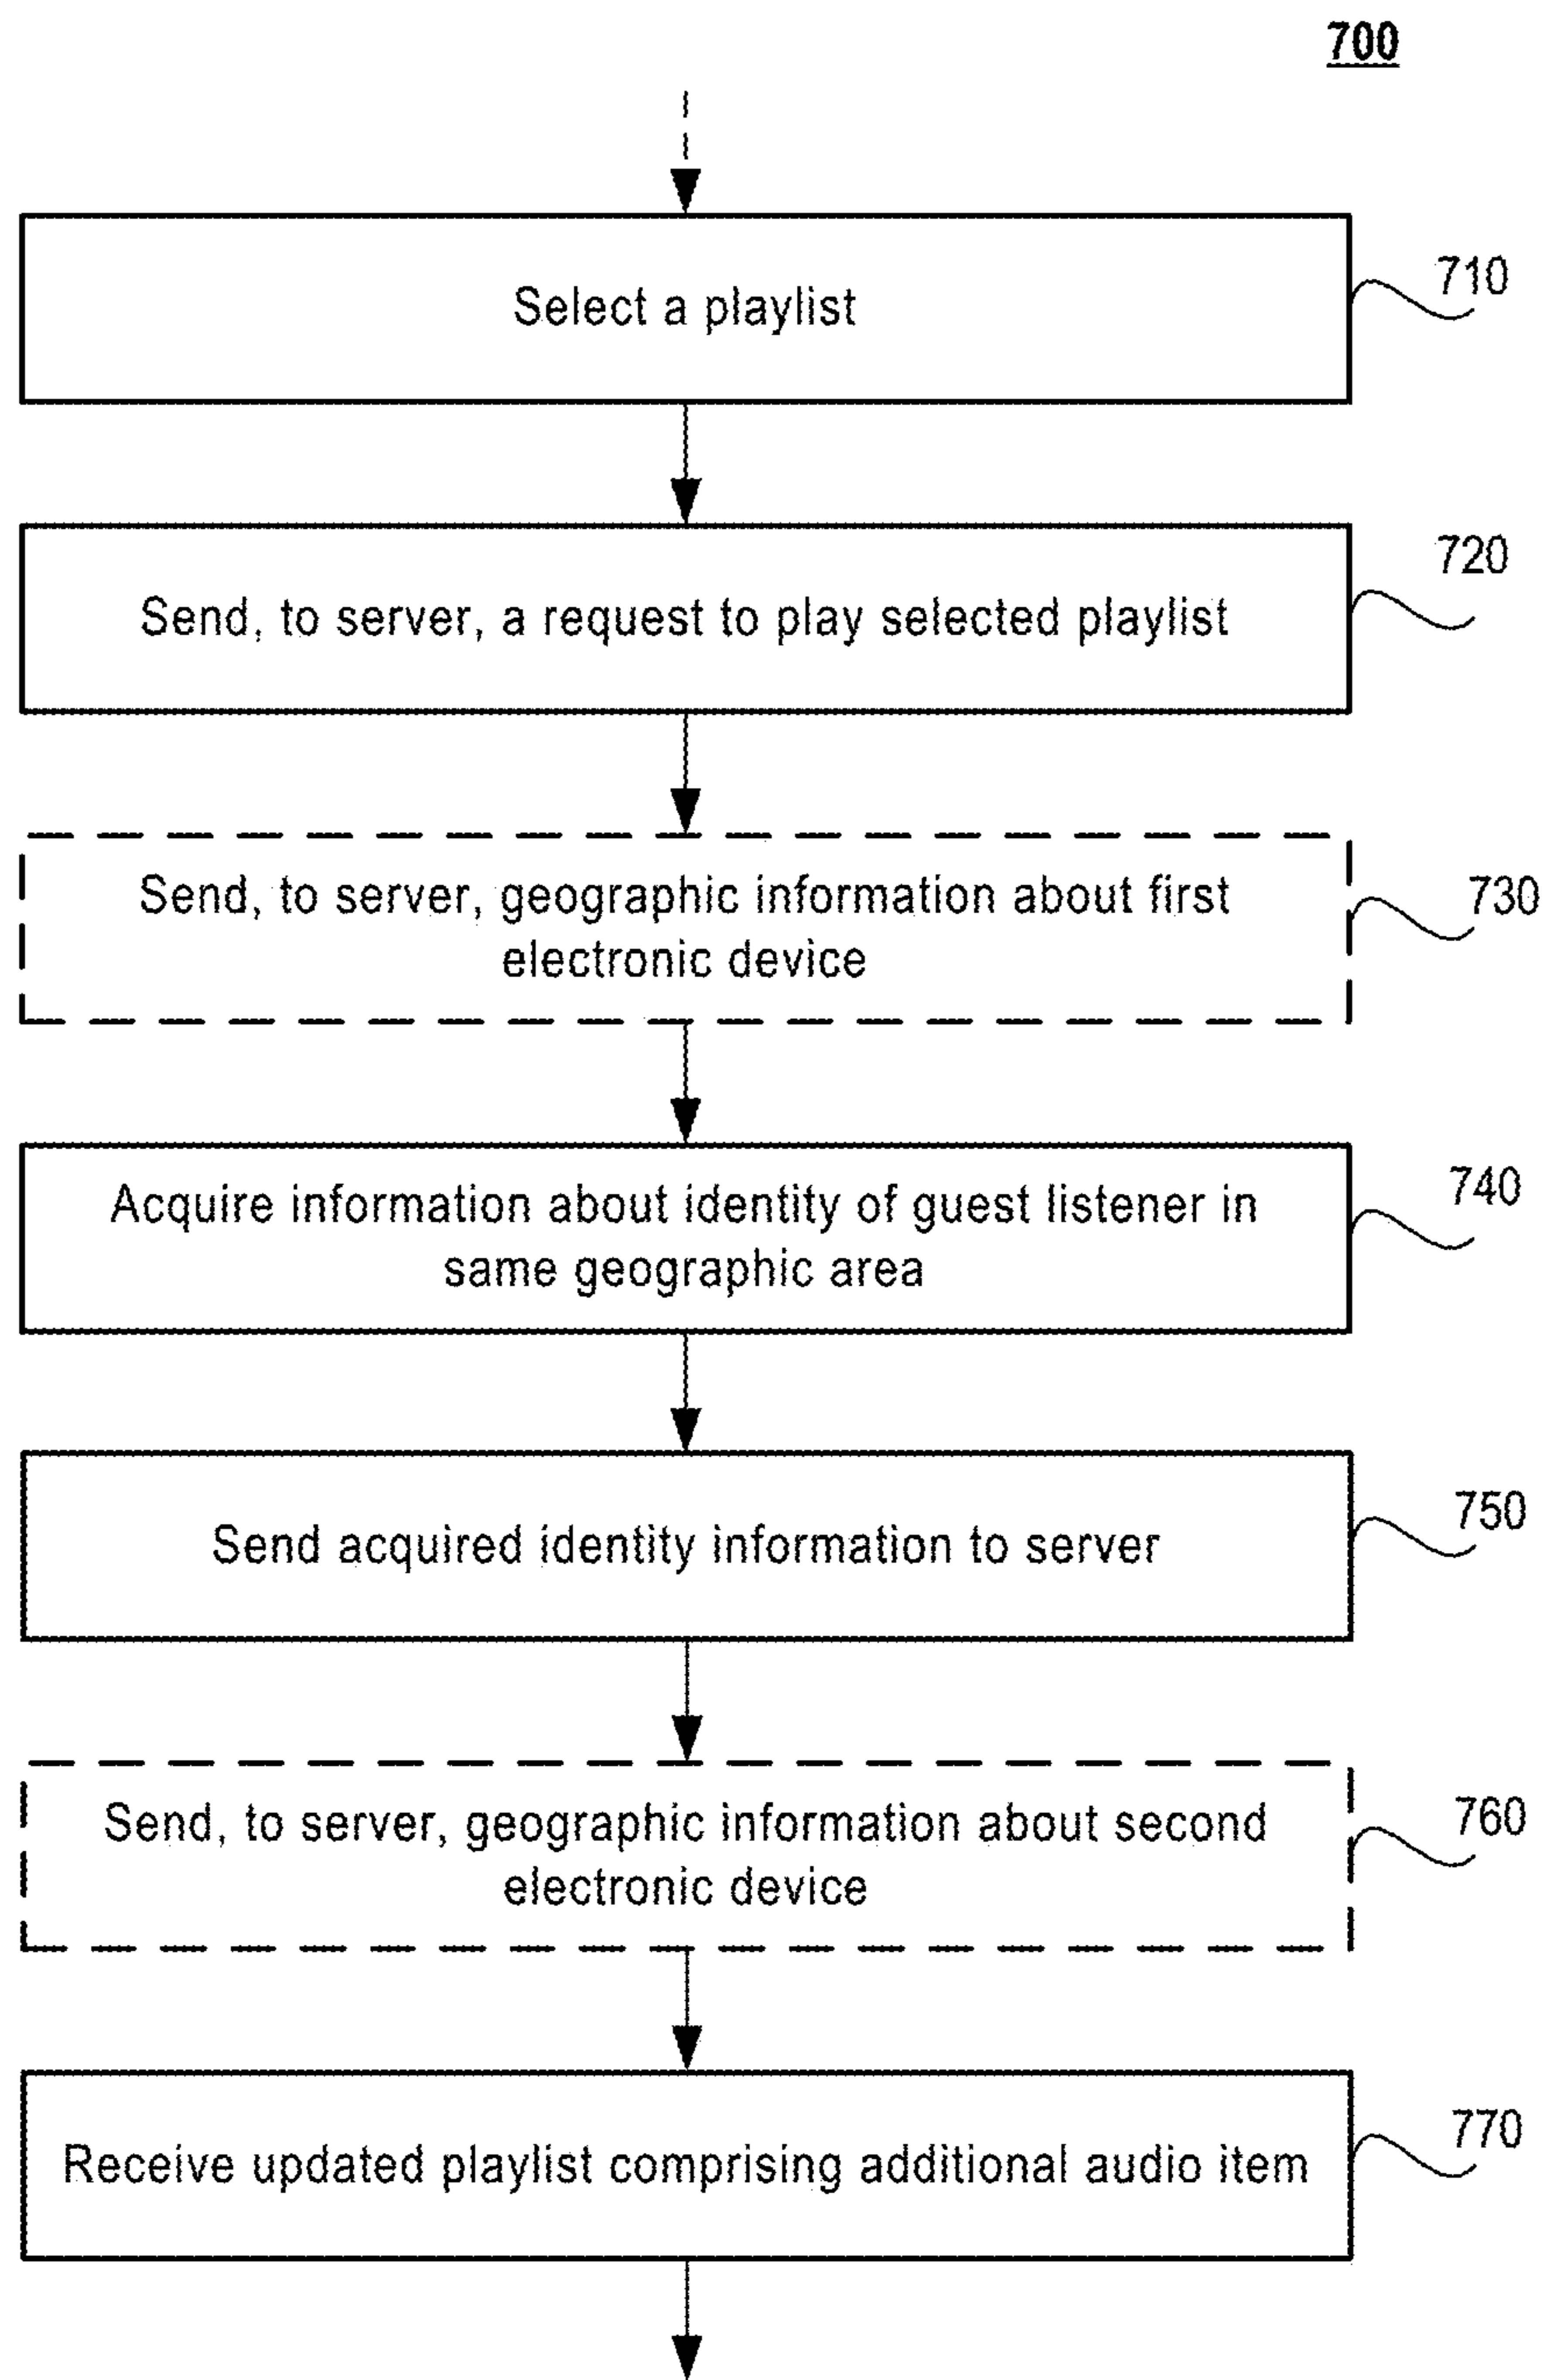 700
Select a playlist
710
Send, to server, a request to play selected playlist
720
Send, to server, geographic information about first
electronic device
730
Acquire information about identity of guest listener in
same geographic area
740
Send acquired identity information to server
750
Send, to server, geographic information about second
electronic device
760
Receive updated playlist comprising additional audio item
770